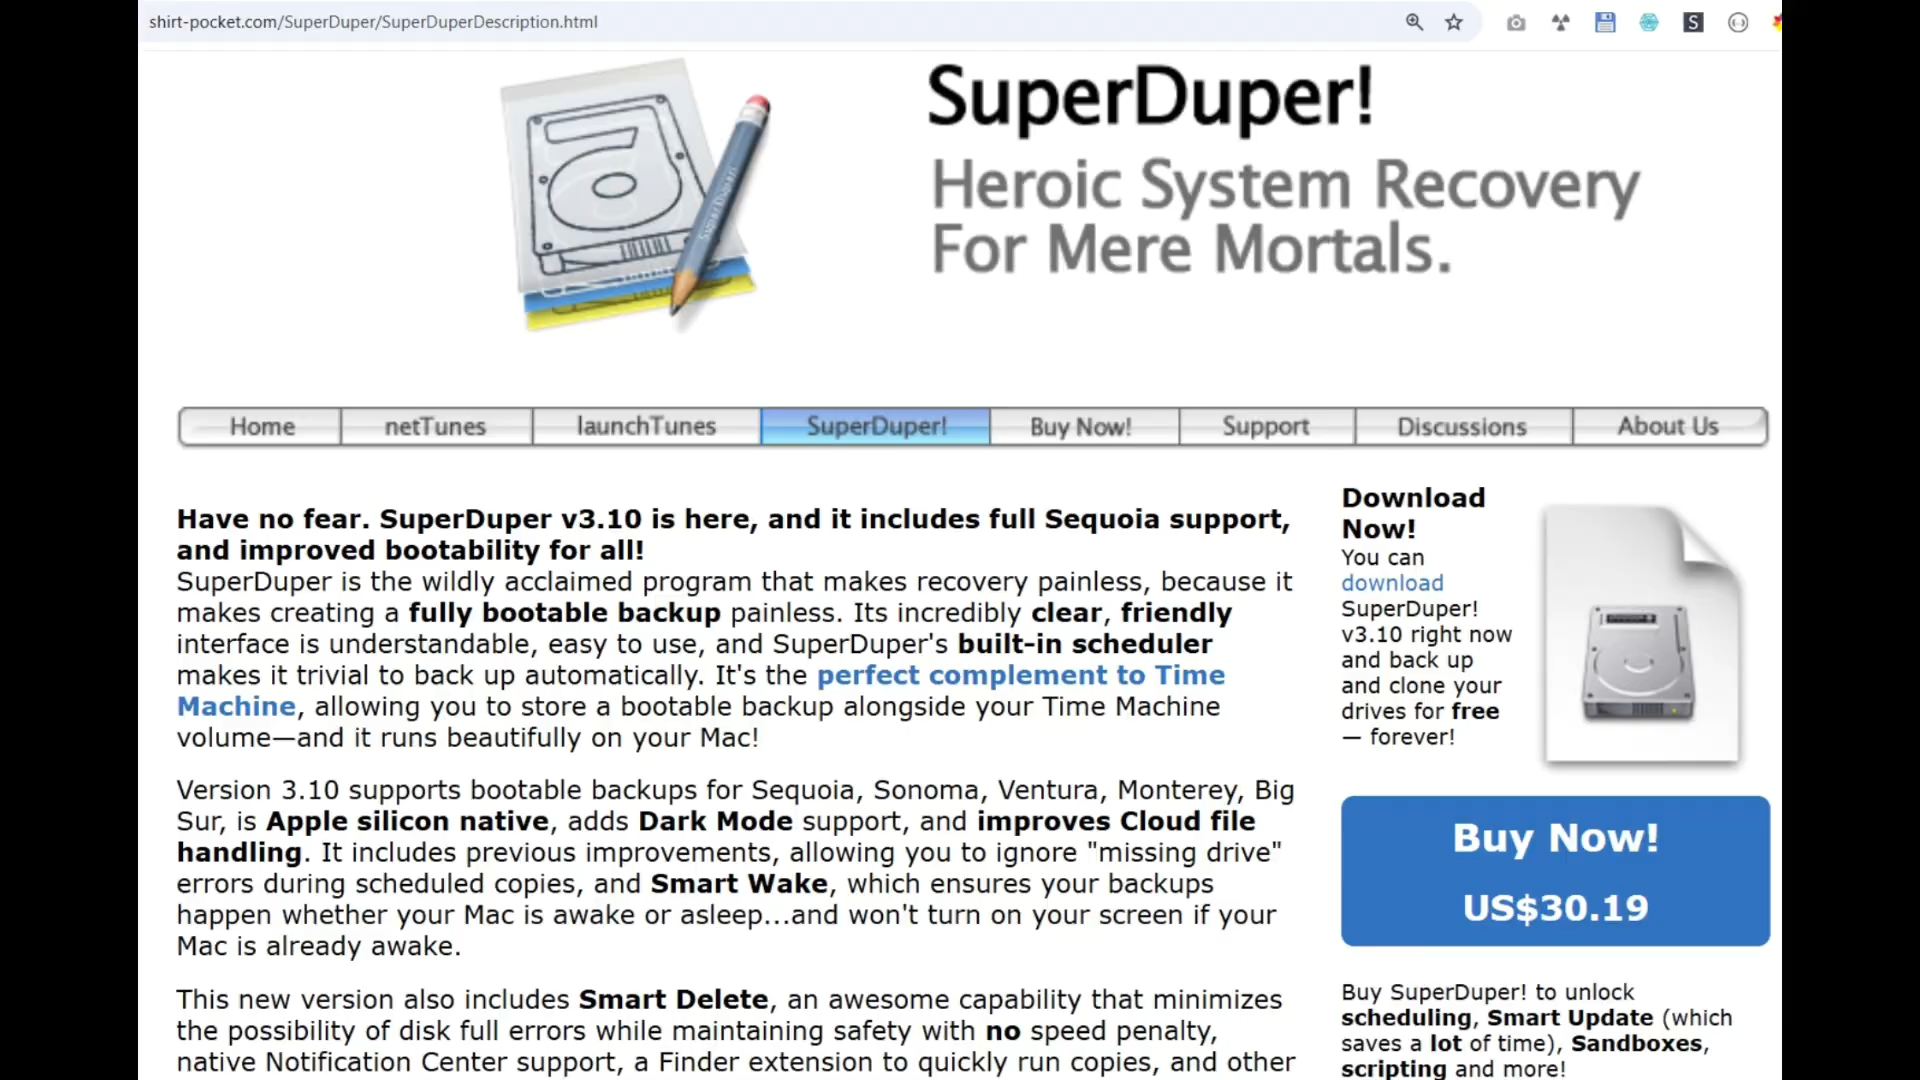 shirt-pocket.com/SuperDuper/SuperDuperDescription.html
SuperDuper!
Heroic System Recovery
For Mere Mortals.
Home netTunes launchTunes SuperDuper! Buy Now! Support Discussions About Us
Have no fear. SuperDuper v3.10 is here, and it includes full Sequoia support,
and improved bootability for all!
SuperDuper is the wildly acclaimed program that makes recovery painless, because it
makes creating a fully bootable backup painless. Its incredibly clear, friendly
interface is understandable, easy to use, and SuperDuper's built-in scheduler
makes it trivial to back up automatically. It's the perfect complement to Time
Machine, allowing you to store a bootable backup alongside your Time Machine
volume—and it runs beautifully on your Mac!
Version 3.10 supports bootable backups for Sequoia, Sonoma, Ventura, Monterey, Big
Sur, is Apple silicon native, adds Dark Mode support, and improves Cloud file
handling. It includes previous improvements, allowing you to ignore "missing drive"
errors during scheduled copies, and Smart Wake, which ensures your backups
happen whether your Mac is awake or asleep...and won't turn on your screen if your
Mac is already awake.
This new version also includes Smart Delete, an awesome capability that minimizes
the possibility of disk full errors while maintaining safety with no speed penalty,
native Notification Center support, a Finder extension to quickly run copies, and other
Download
Now!
You can
download
SuperDuper!
v3.10 right now
and back up
and clone your
drives for free
— forever!
Buy Now!
US$30.19
Buy SuperDuper! to unlock
scheduling, Smart Update (which
saves a lot of time), Sandboxes,
scripting and more!